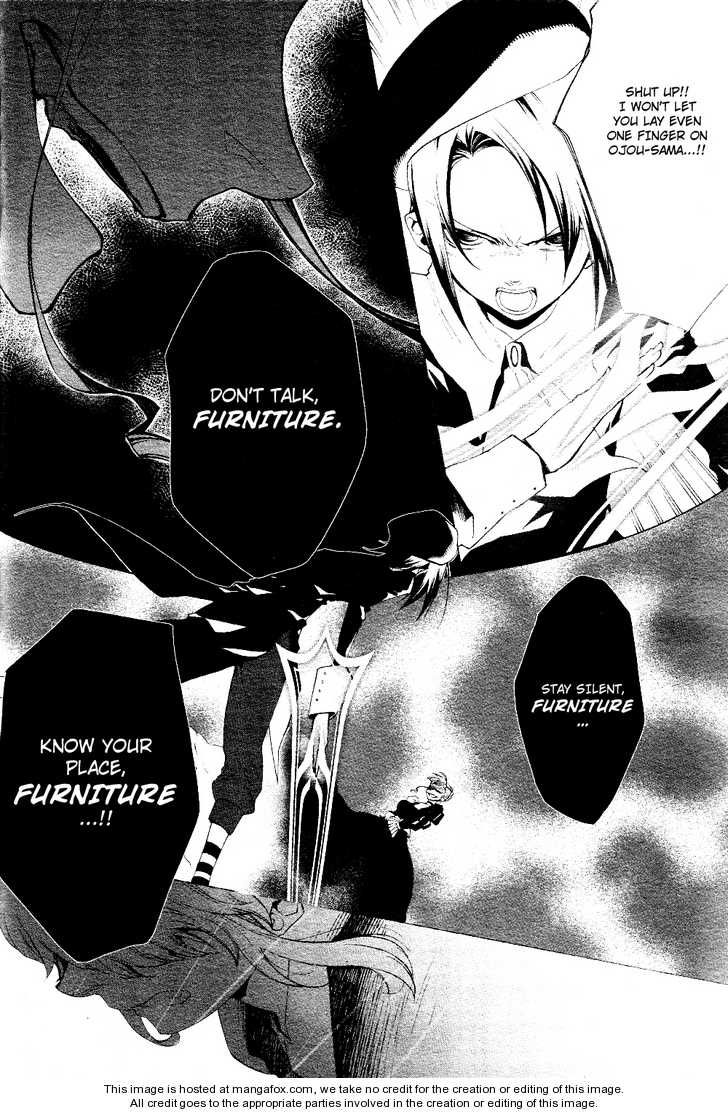 SHUT UP!!
I WON'T LET
YOU LAY EVEN
ONE FINGER ON
OJOU-SAMA...!!
DON'T TALK,
FURNITURE.
STAY SILENT,
FURNITURE
...
KNOW YOUR
PLACE,
FURNITURE
...!!
This image is hosted at mangafox.com, we take no credit for the creation or editing of this image.
All credit goes to the appropriate parties involved in the creation or editing of this image.